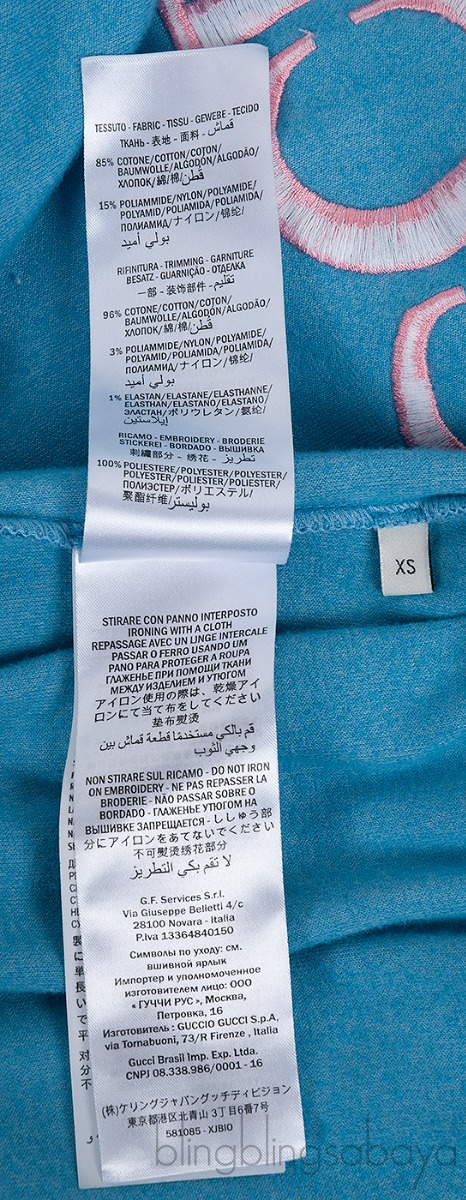 TESSUTO - FABRIC - TISSU - GEWEBE - TECIDO
ТКАНЬ - 表地 - 面料 - قماش
85% COTONE/COTTON/COTON/
BAUMWOLLE/ALGODÓN/ALGODÃO/
ХЛОПОК/綿/棉/قطن
15% POLIAMMIDE/NYLON/POLYAMIDE/
POLYAMID/POLIAMIDA/POLIAMIDA/
ПОЛИАМИД/ナイロン/锦纶/
بولي أميد
RIFINITURA - TRIMMING - GARNITURE
BESATZ - GUARNIÇÃO - ОТДЕЛКА
一部 - 装饰部件 - تقليم
96% COTONE/COTTON/COTON/
BAUMWOLLE/ALGODÓN/ALGODÃO/
ХЛОПОК/綿/棉/قطن
3% POLIAMMIDE/NYLON/POLYAMIDE/
POLYAMID/POLIAMIDA/POLIAMIDA/
ПОЛИАМИД/ナイロン/锦纶/
بولي أميد
1% ELASTAN/ELASTANE/ELASTHANNE/
ELASTHAN/ELASTANO/ELASTANO/
ЭЛАСТАН/ポリウレタン/氨纶/
إيلاستين
RICAMO - EMBROIDERY - BRODERIE
STICKEREI - BORDADO - ВЫШИВКА
刺繍部分 - 绣花 - تطريز
100% POLIESTERE/POLYESTER/POLYESTER/
POLYESTER/POLIESTER/POLIESTER/
ПОЛИЭСТЕР/ポリエステル/
聚酯纤维/بوليستر
XS
STIRARE CON PANNO INTERPOSTO
IRONING WITH A CLOTH
REPASSAGE AVEC UN LINGE INTERCALE
PASSAR O FERRO USANDO UM
PANO PARA PROTEGER A ROUPA
ГЛАЖЕНЬЕ ПРИ ПОМОЩИ ТКАНИ
МЕЖДУ ИЗДЕЛИЕМ И УТЮГОМ
アイロン使用の際は、乾燥アイ
ロンにて当て布をしてください
垫布熨烫
قم بالكي مستخدمًا قطعة قماش بين
وجهي الثوب
NON STIRARE SUL RICAMO - DO NOT IRON
ON EMBROIDERY - NE PAS REPASSER LA
BRODERIE - NÃO PASSAR SOBRE O
BORDADO - ГЛАЖЕНЬЕ УТЮГОМ НА
ВЫШИВКЕ ЗАПРЕЩАЕТСЯ - ししゅう部
分にアイロンをあてないでください
不可熨烫绣花部分
لا تقم بكي التطريز
G.F. Services S.r.l.
Via Giuseppe Belletti 4/c
28100 Novara - Italia
P.Iva 13364840150
Символы по уходу: см.
вшивной ярлык
Импортер и уполномоченное
изготовителем лицо: ООО
« ГУЧЧИ РУС », Москва,
Петровка, 16
Изготовитель : GUCCIO GUCCI S.p.A,
via Tornabuoni, 73/R Firenze , Italia
Gucci Brasil Imp. Exp. Ltda.
CNPJ 08.338.986/0001 - 16
(株)ケリングジャパングッチディビジョン
東京都北区北青山 3丁目6番7号
581085 - XJBIO
blingblingsabaya